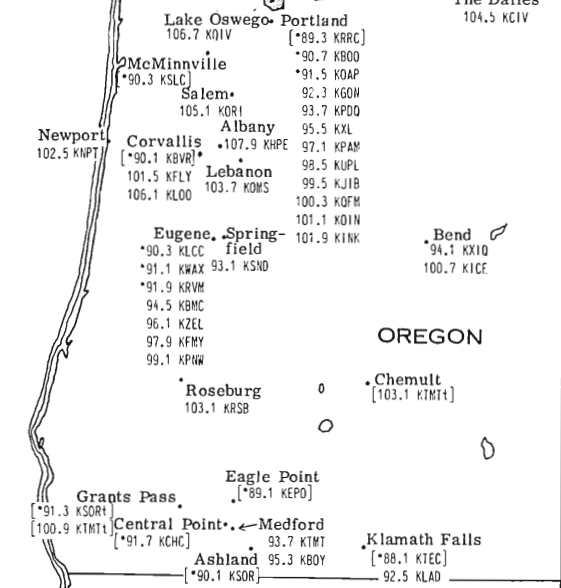 The Dalles
104.5 KCIV
Lake Oswego
106.7 KQIV
Portland
[*89.3 KRRC]
*90.7 KBOO
*91.5 KOAP
92.3 KGON
93.7 KPDQ
95.5 KXL
97.1 KPAM
98.5 KUPL
99.5 KJIB
100.3 KQFM
101.1 KOIN
101.9 KINK
McMinnville
[*90.3 KSLC]
Salem
105.1 KORI
Albany
107.9 KHPE
Newport
102.5 KNPT
Corvallis
[*90.1 KBVR]
101.5 KFLY
106.1 KLOO
Lebanon
103.7 KOMS
Eugene
*90.3 KLCC
*91.1 KWAX
*91.9 KRVM
94.5 KBMC
96.1 KZEL
97.9 KFMY
99.1 KPNW
Spring-
field
93.1 KSND
Bend
94.1 KXIQ
100.7 KICE
OREGON
Chemult
[103.1 KTMTt]
Roseburg
103.1 KRSB
Eagle Point
[*89.1 KEPO]
Grants Pass
[*91.3 KSORt]
[100.9 KTMTt]
Central Point
[*91.7 KCHC]
Medford
93.7 KTMT
95.3 KBOY
Ashland
[*90.1 KSOR]
Klamath Falls
[*88.1 KTEC]
92.5 KLAD